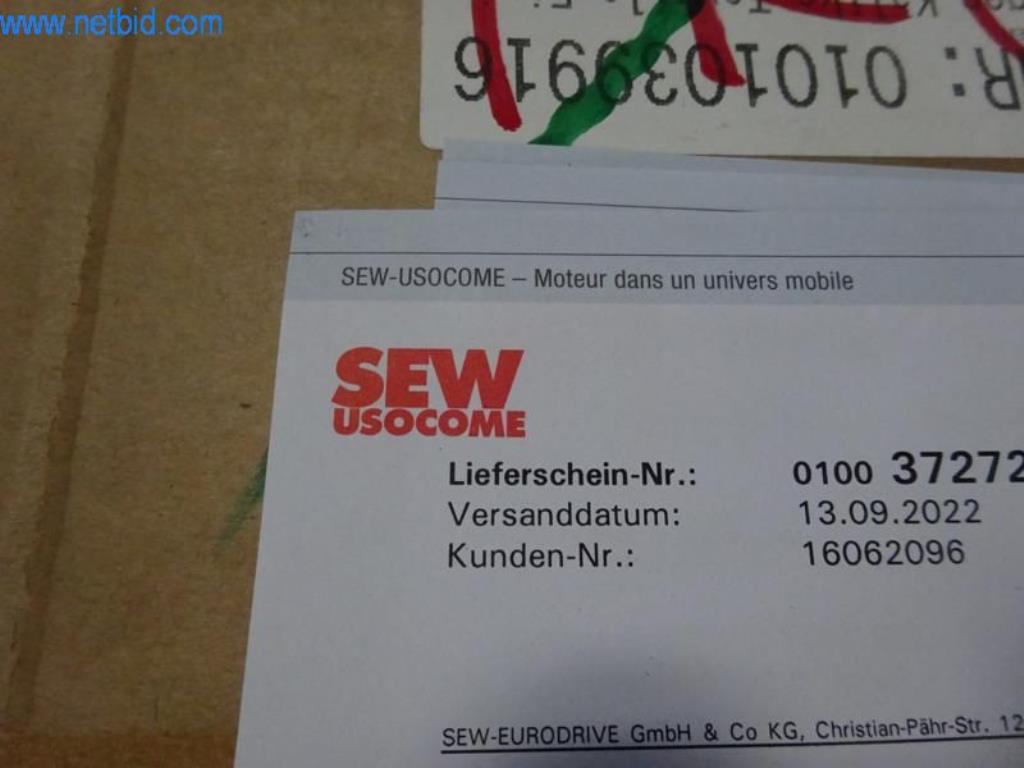 www.netbid.com
R: 0101039916
SEW-USOCOME – Moteur dans un univers mobile
SEW
USOCOME
Lieferschein-Nr.: 0100 37272
Versanddatum: 13.09.2022
Kunden-Nr.: 16062096
SEW-EURODRIVE GmbH & Co KG, Christian-Pähr-Str. 12